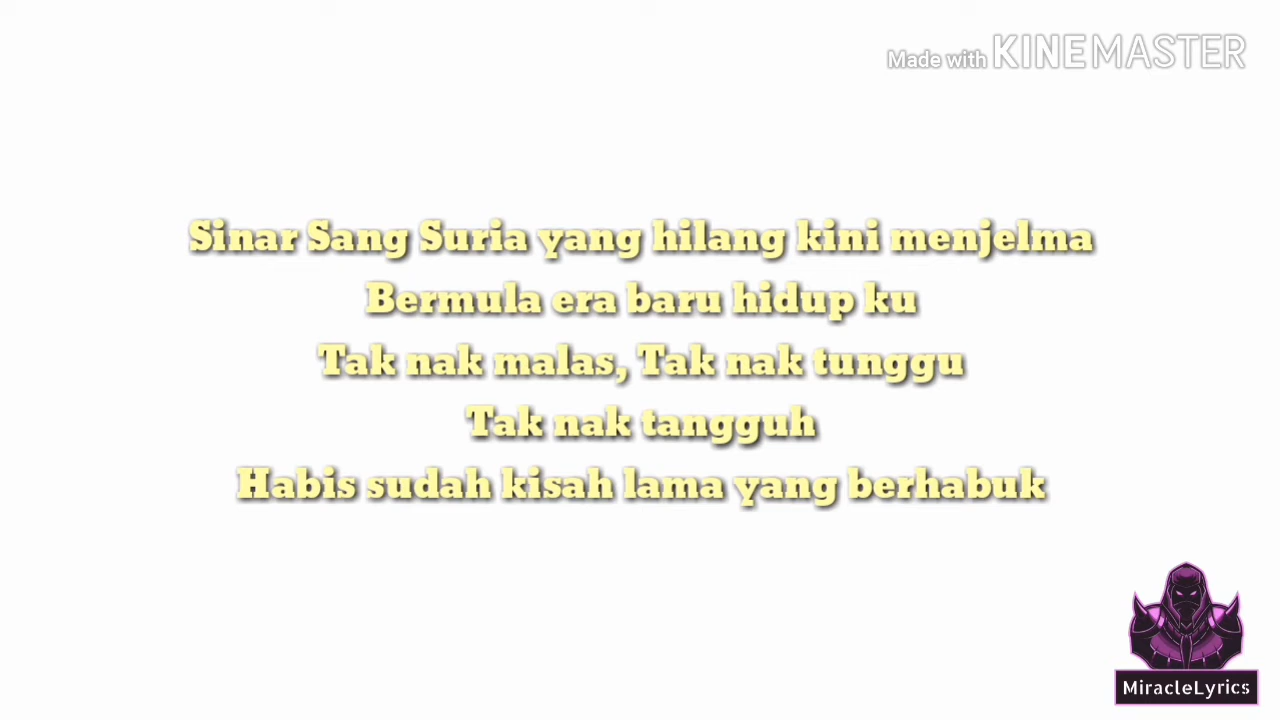 Made with KINEMASTER
Sinar Sang Suria yang hilang kini menjelma
Bermula era baru hidup ku
Tak nak malas, Tak nak tunggu
Tak nak tangguh
Habis sudah kisah lama yang berhabuk
MiracleLyrics